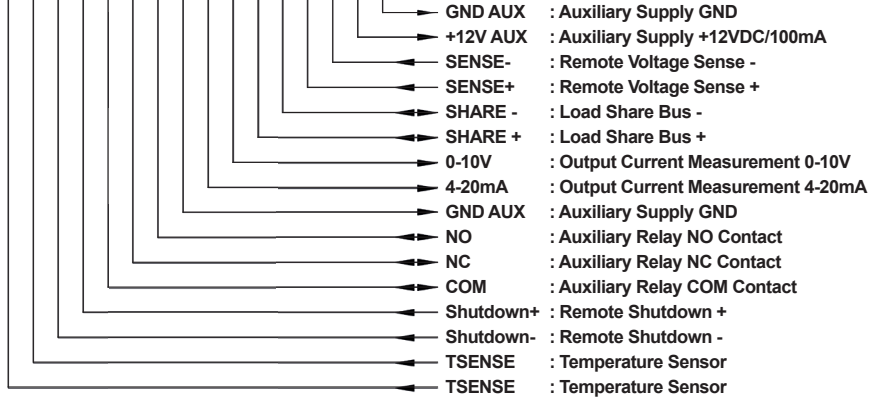 GND AUX : Auxiliary Supply GND
+12V AUX : Auxiliary Supply +12VDC/100mA
SENSE- : Remote Voltage Sense -
SENSE+ : Remote Voltage Sense +
SHARE - : Load Share Bus -
SHARE + : Load Share Bus +
0-10V : Output Current Measurement 0-10V
4-20mA : Output Current Measurement 4-20mA
GND AUX : Auxiliary Supply GND
NO : Auxiliary Relay NO Contact
NC : Auxiliary Relay NC Contact
COM : Auxiliary Relay COM Contact
Shutdown+ : Remote Shutdown +
Shutdown- : Remote Shutdown -
TSENSE : Temperature Sensor
TSENSE : Temperature Sensor